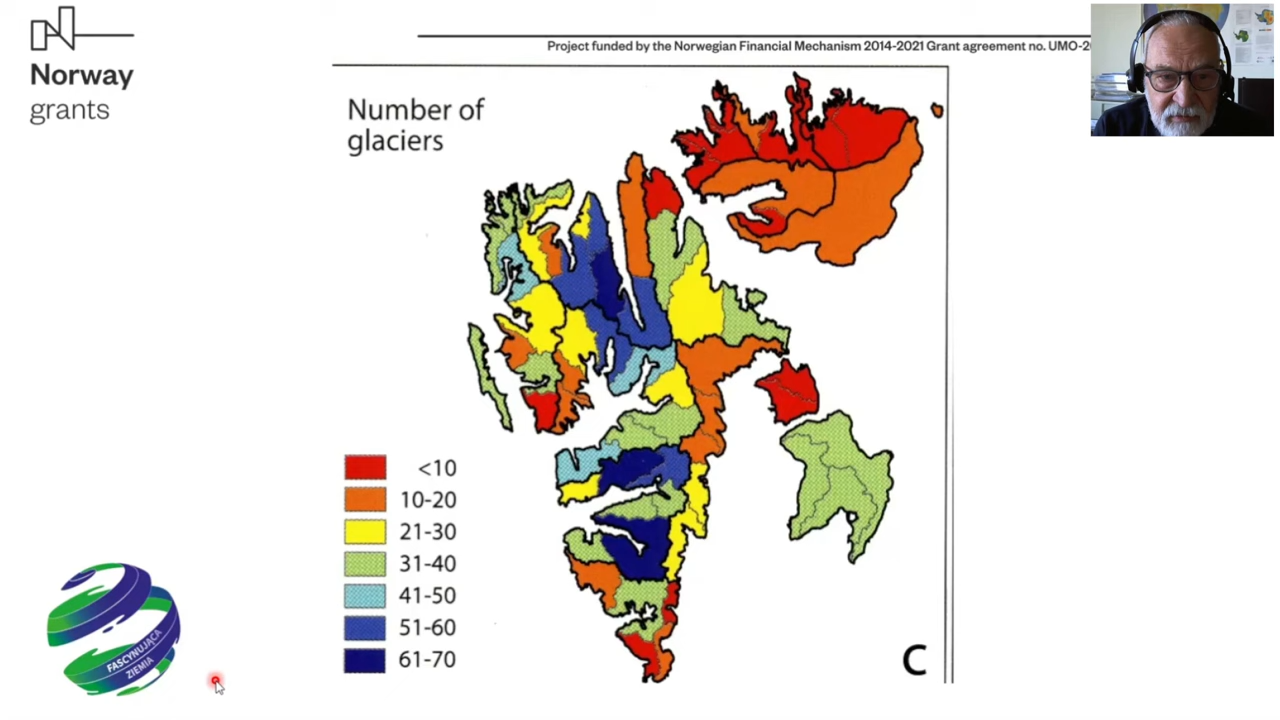 Norway
grants
Project funded by the Norwegian Financial Mechanism 2014-2021 Grant agreement no.
Number of
glaciers
<10
10-20
21-30
31-40
41-50
51-60
61-70
C
FASCYNUJĄCA
ZIEMIA